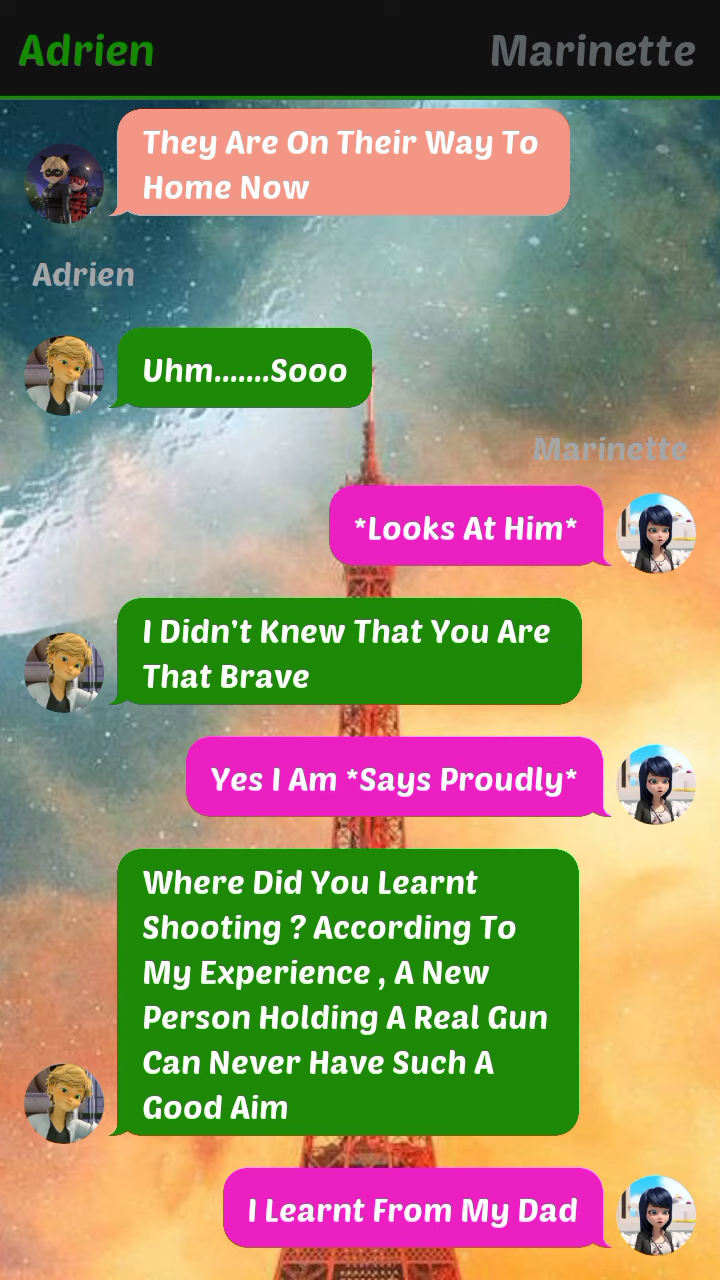 Adrien Marinette
They Are On Their Way To
Home Now
Adrien
Uhm.......Sooo
Marinette
*Looks At Him*
I Didn't Knew That You Are
That Brave
Yes I Am *Says Proudly*
Where Did You Learnt
Shooting ? According To
My Experience , A New
Person Holding A Real Gun
Can Never Have Such A
Good Aim
I Learnt From My Dad